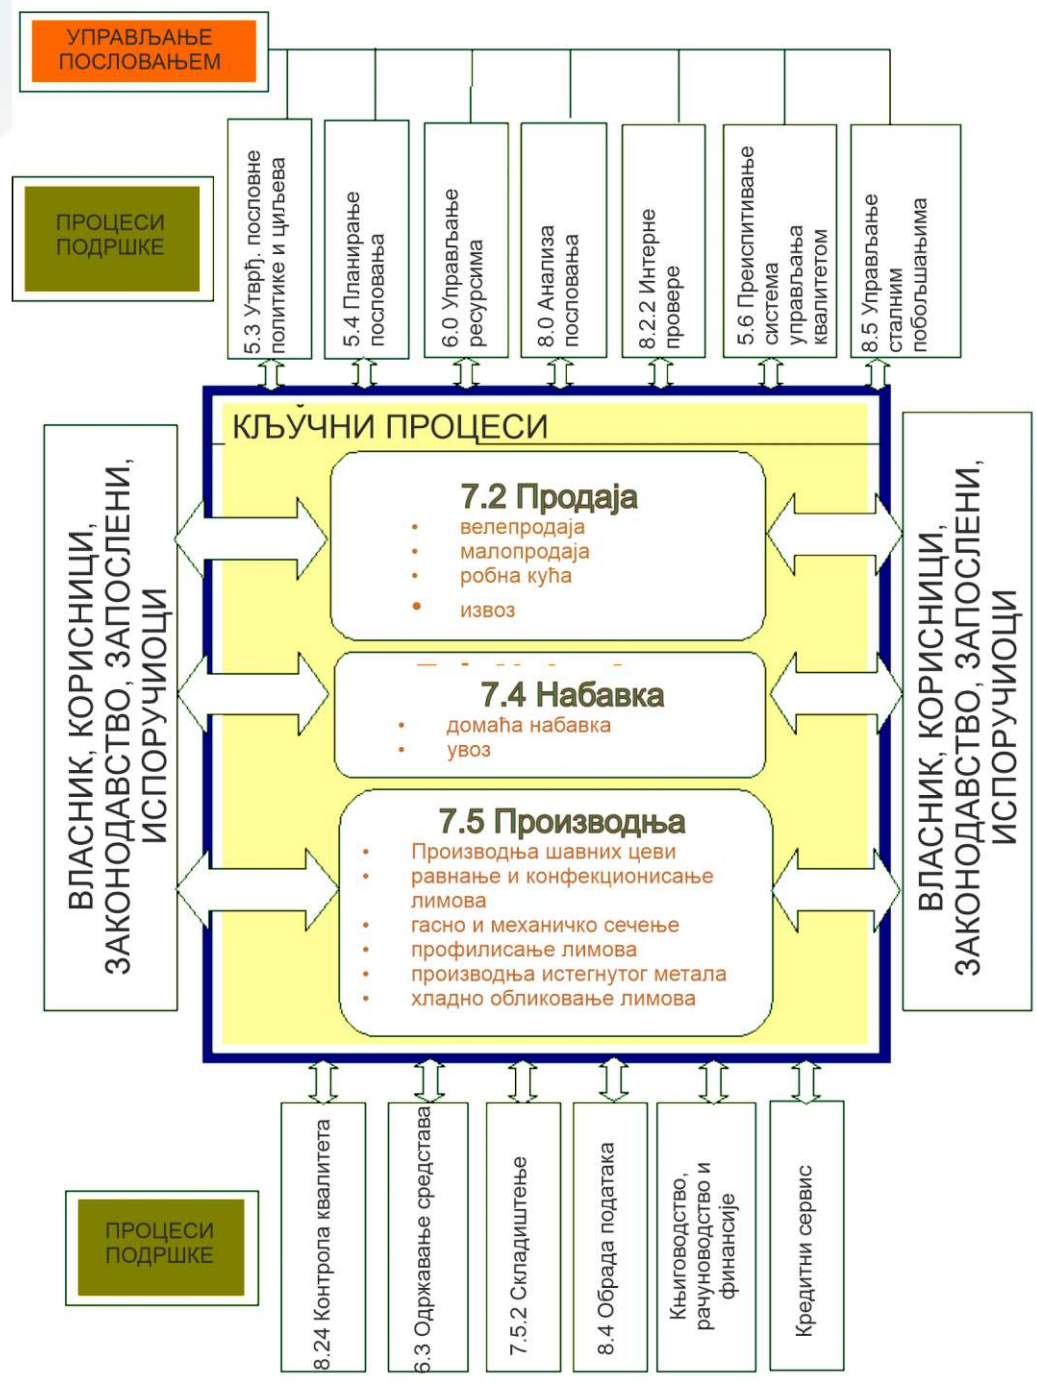 УПРАВЉАЊЕ
ПОСЛОВАЊЕМ
ПРОЦЕСИ
ПОДРШКЕ
5.3 Утврђ. пословне
политике и циљева
5.4 Планирање
пословања
6.0 Управљање
ресурсима
8.0 Анализа
пословања
8.2.2 Интерне
провере
5.6 Преиспитивање
система
управљања
квалитетом
8.5 Управљање
сталним
побољшањима
КЉУЧНИ ПРОЦЕСИ
ВЛАСНИК, КОРИСНИЦИ,
ЗАКОНОДАВСТВО, ЗАПОСЛЕНИ,
ИСПОРУЧИОЦИ
7.2 Продаја
• велепродаја
• малопродаја
• робна кућа
• извоз
7.4 Набавка
• домаћа набавка
• увоз
7.5 Производња
• Производња шавних цеви
• равнање и конфекционисање
лимова
• гасно и механичко сечење
• профилисање лимова
• производња истегнутог метала
• хладно обликовање лимова
ВЛАСНИК, КОРИСНИЦИ,
ЗАКОНОДАВСТВО, ЗАПОСЛЕНИ,
ИСПОРУЧИОЦИ
ПРОЦЕСИ
ПОДРШКЕ
8.24 Контрола квалитета
6.3 Одржавање средстава
7.5.2 Складиштење
8.4 Обрада података
Књиговодство,
рачуноводство и
финансије
Кредитни сервис